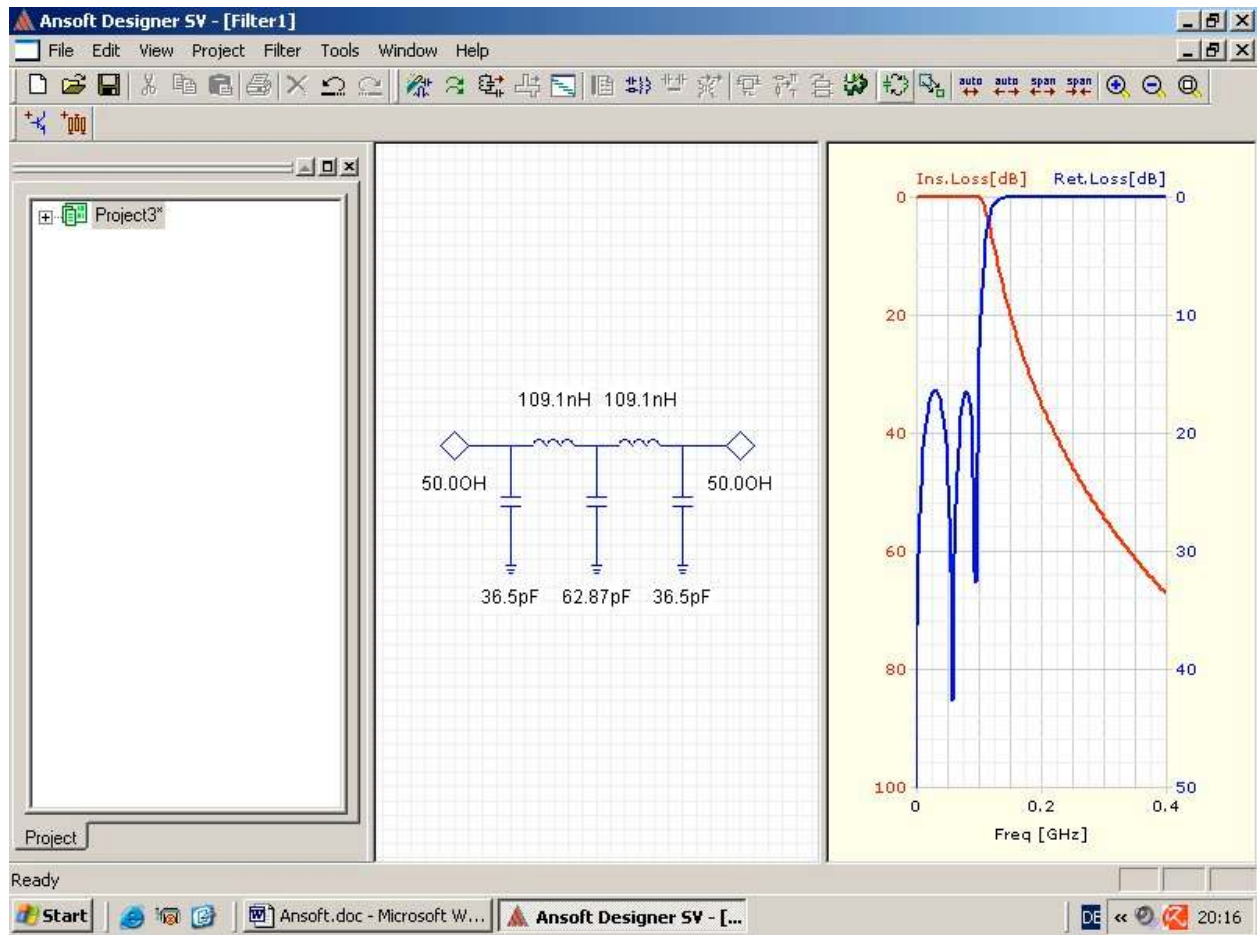 Ansoft Designer SV - [Filter1]
File Edit View Project Filter Tools Window Help
auto auto span span
Project3*
Project
109.1nH 109.1nH
50.0OH 50.0OH
36.5pF 62.87pF 36.5pF
Ins.Loss[dB] Ret.Loss[dB]
0 0
20 10
40 20
60 30
80 40
100 50
0 0.2 0.4
Freq [GHz]
Ready
Start Ansoft.doc - Microsoft W... Ansoft Designer SV - [... DE « 20:16